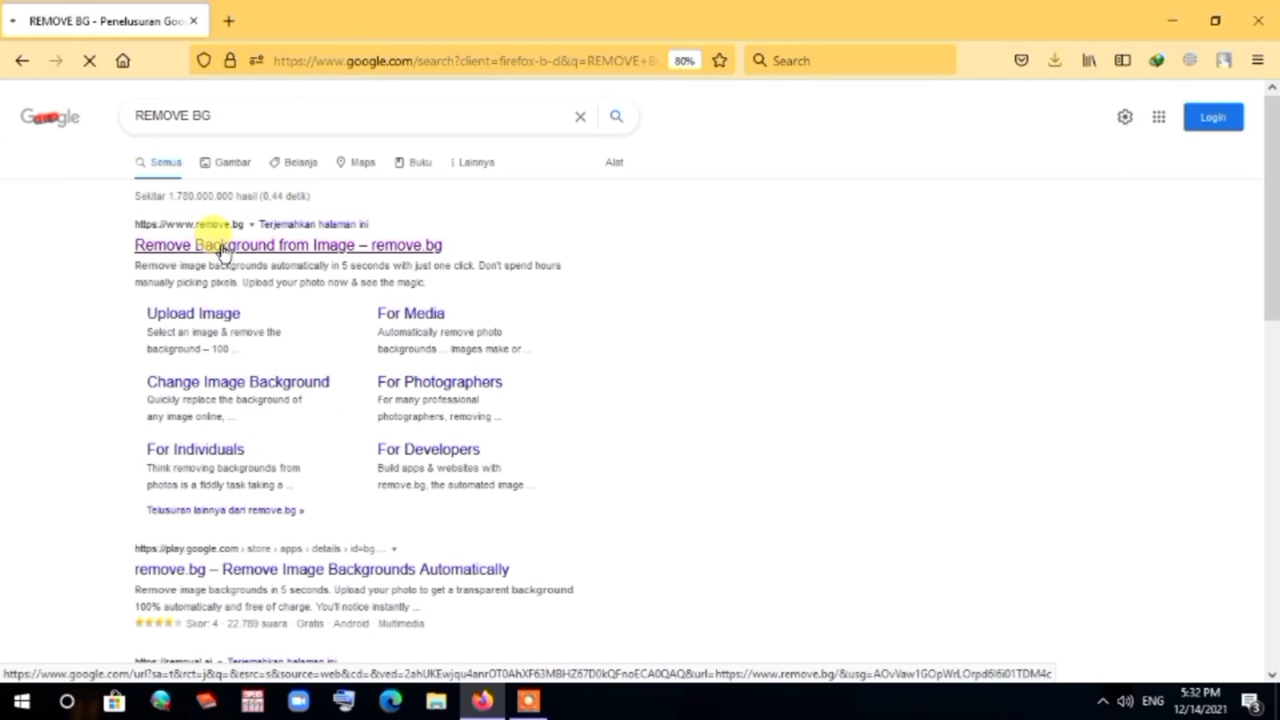 REMOVE BG - Penelusuran Goo
https://www.google.com/search?client=firefox-b-d&q=REMOVE+B
80%
Search
Google
REMOVE BG
Login
Semua
Gambar
Belanja
Maps
Buku
Lainnya
Alat
Sekitar 1.780.000.000 hasil (0,44 detik)
https://www.remove.bg Terjemahkan halaman ini
Remove Background from Image – remove.bg
Remove image backgrounds automatically in 5 seconds with just one click. Don't spend hours
manually picking pixels. Upload your photo now & see the magic.
Upload Image
Select an image & remove the
background – 100 ...
For Media
Automatically remove photo
backgrounds ... images make or ...
Change Image Background
Quickly replace the background of
any image online, ...
For Photographers
For many professional
photographers, removing ...
For Individuals
Think removing backgrounds from
photos is a fiddly task taking a ...
For Developers
Build apps & websites with
remove.bg, the automated image ...
Telusuran lainnya dari remove.bg »
https://play.google.com › store › apps › details › id=bg....
remove.bg – Remove Image Backgrounds Automatically
Remove image backgrounds in 5 seconds. Upload your photo to get a transparent background
100% automatically and free of charge. You'll notice instantly ...
Skor: 4 · 22.789 suara · Gratis · Android · Multimedia
https://removal.ai Terjemahkan halaman ini
ENG
5:32 PM
12/14/2021
3